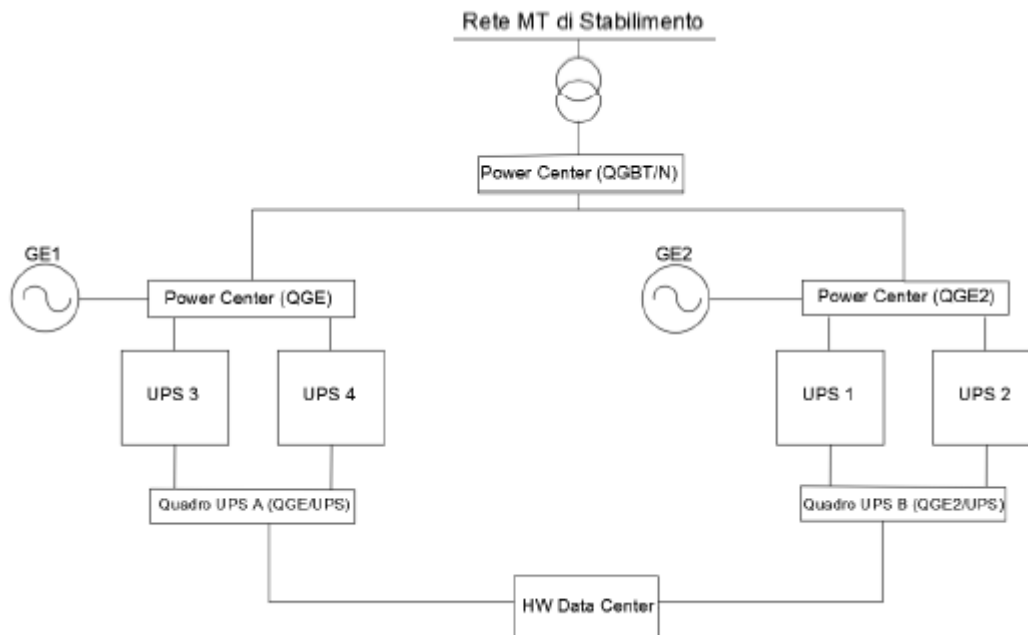 Rete MT di Stabilimento
Power Center (QGBT/N)
GE1
GE2
Power Center (QGE)
Power Center (QGE2)
UPS 3
UPS 4
UPS 1
UPS 2
Quadro UPS A (QGE/UPS)
Quadro UPS B (QGE2/UPS)
HW Data Center